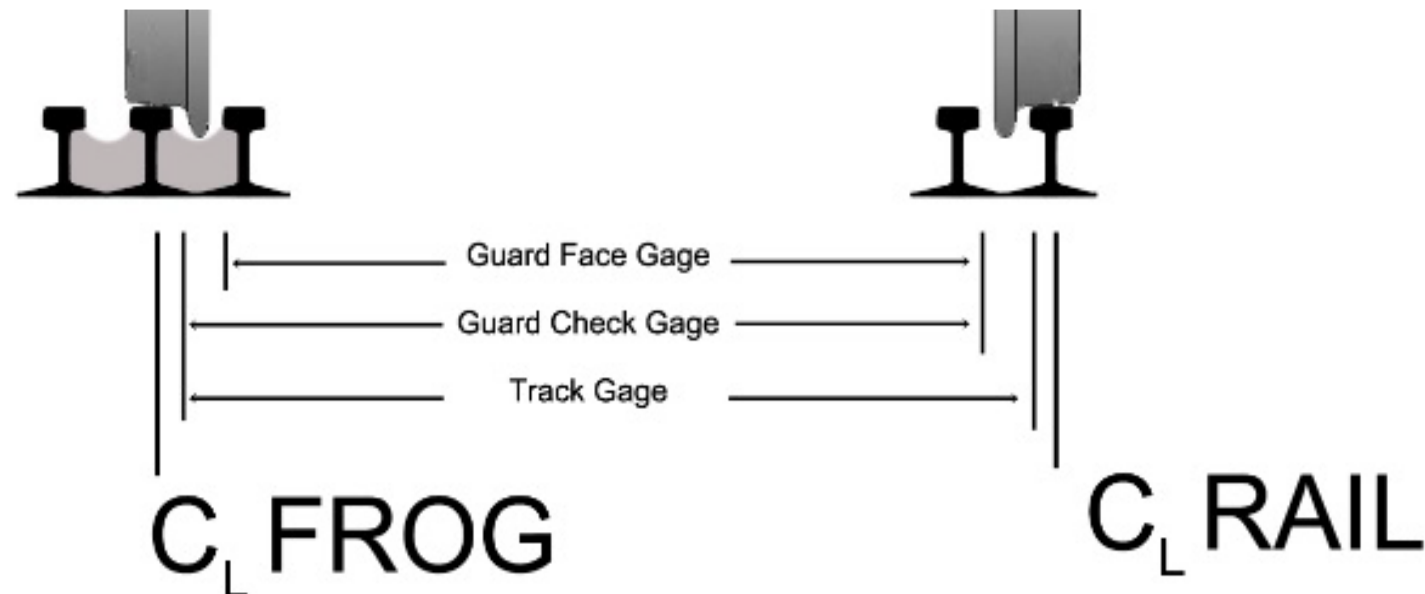 Guard Face Gage
Guard Check Gage
Track Gage
CL FROG
CL RAIL